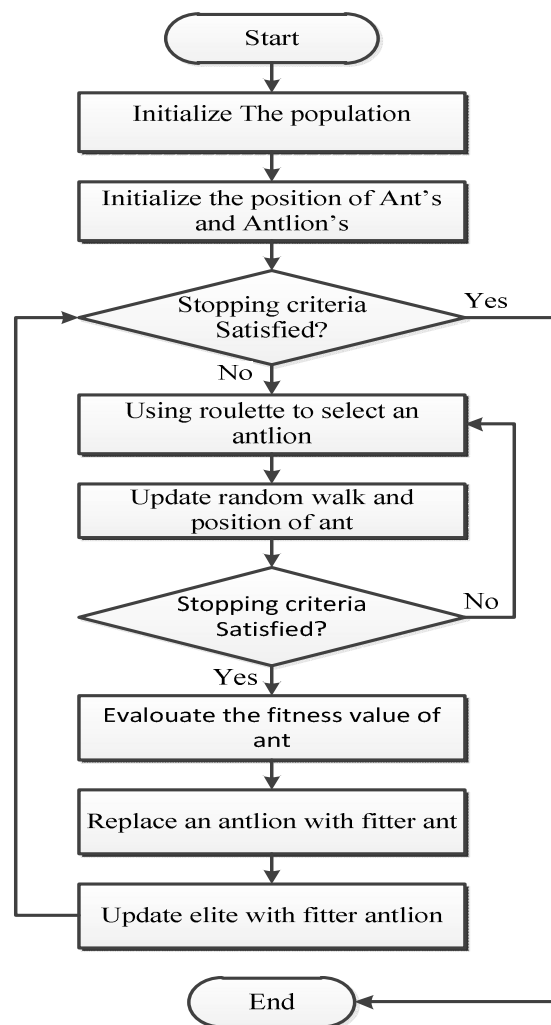 Start
Initialize The population
Initialize the position of Ant's
and Antlion's
Stopping criteria
Satisfied?
Yes
No
Using roulette to select an
antlion
Update random walk and
position of ant
Stopping criteria
Satisfied?
No
Yes
Evalouate the fitness value of
ant
Replace an antlion with fitter ant
Update elite with fitter antlion
End